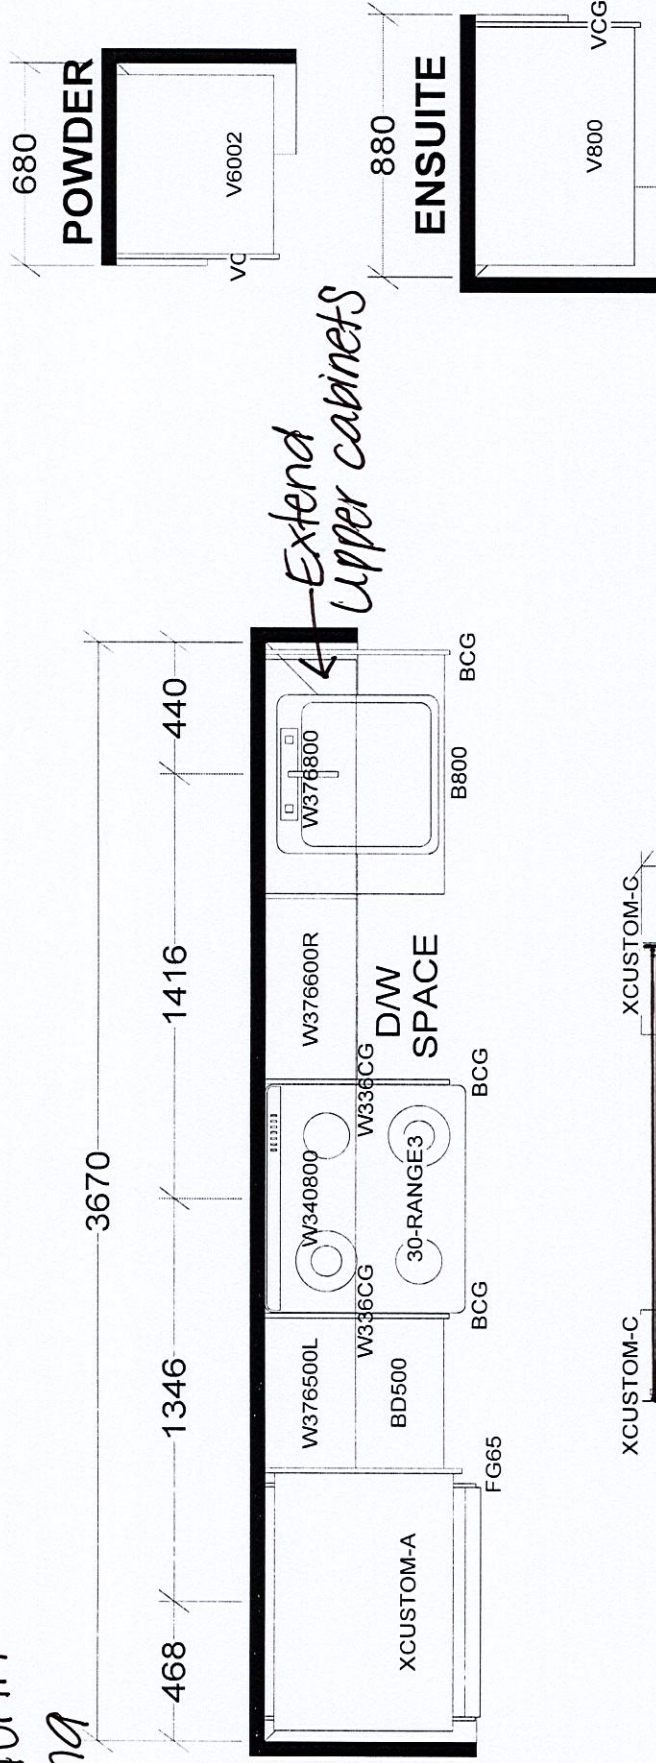 680
POWDER
V6002
880
ENSUITE
VCG
V800
Extend
Upper cabinets
3670
468
1346
1416
440
XCUSTOM-A
W376500L
BD500
FG65
W336CG
BCG
W340800
30-RANGE3
W336CG
BCG
W376600R
D/W
SPACE
W376800
B800
BCG
XCUSTOM-C
XCUSTOM-C